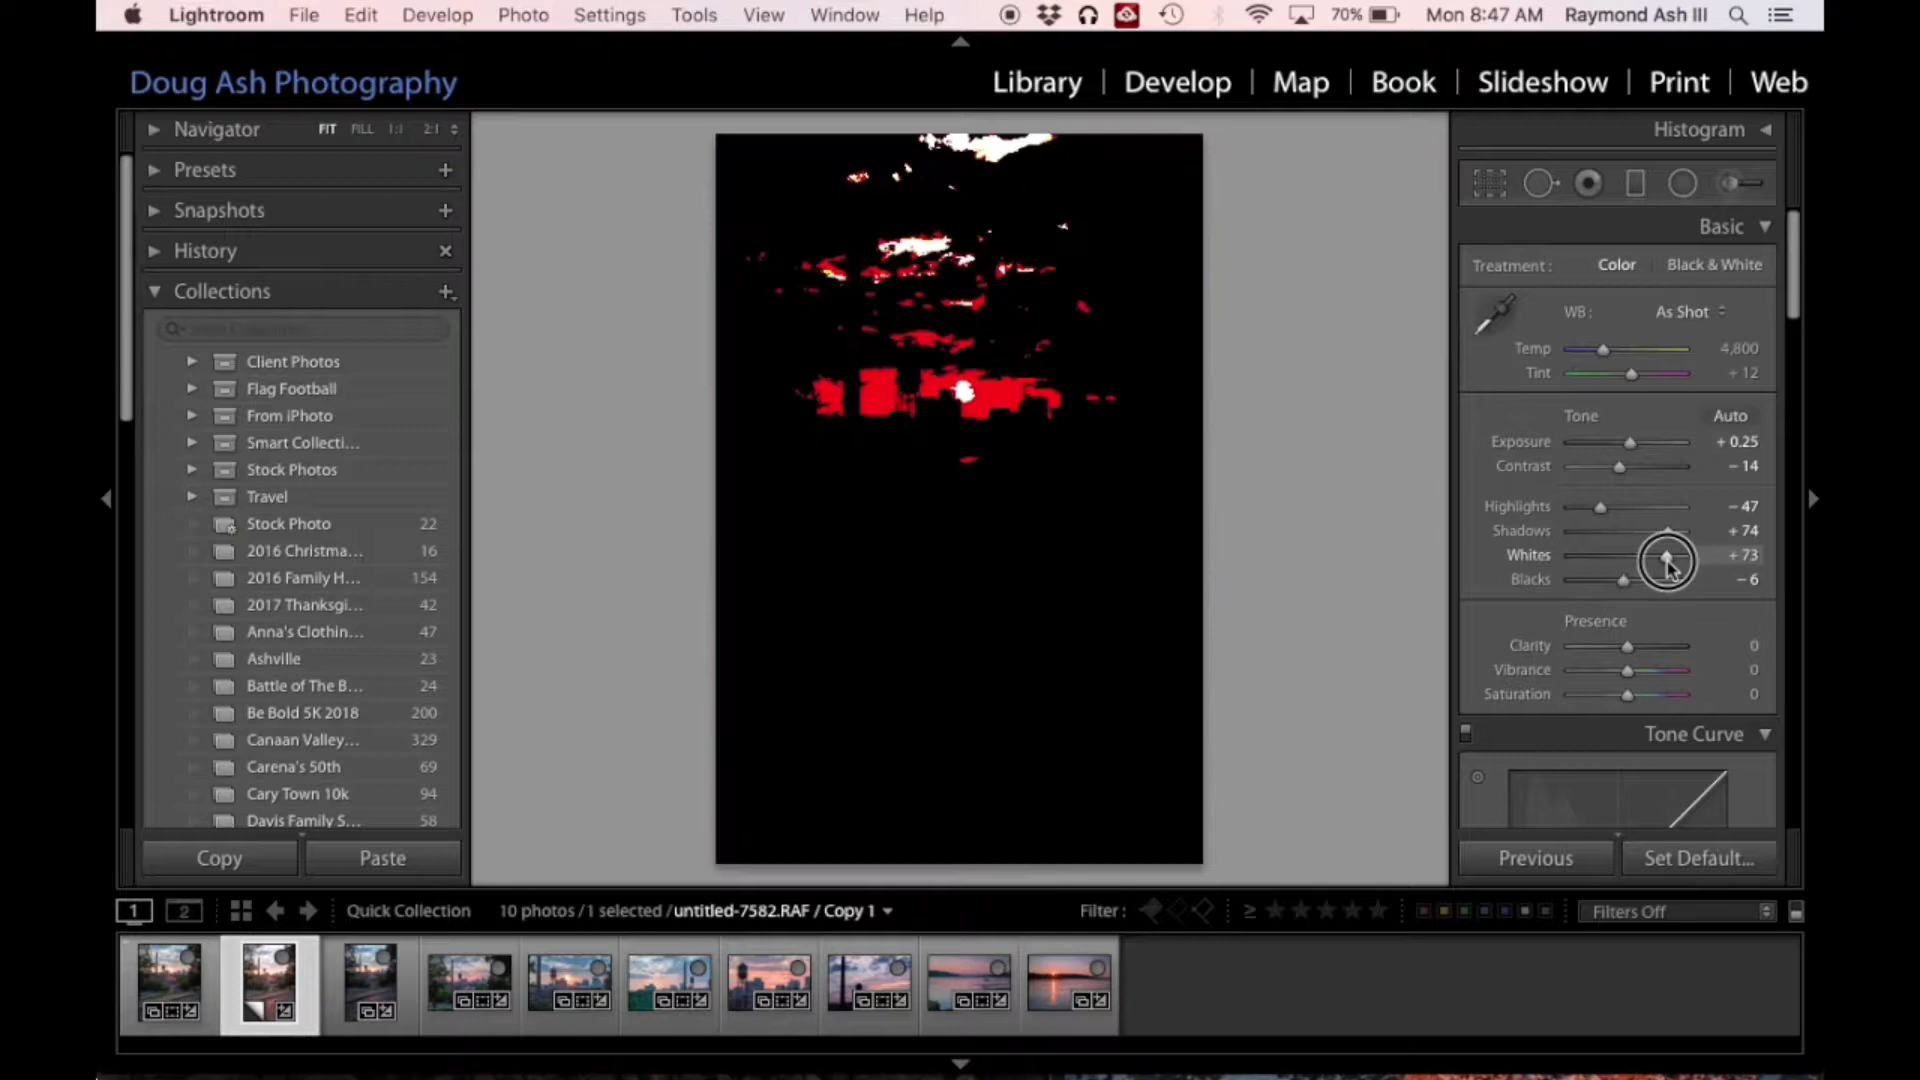 Lightroom File Edit Develop Photo Settings Tools View Window Help 70% Mon 8:47 AM Raymond Ash III
Doug Ash Photography
Library | Develop | Map | Book | Slideshow | Print | Web
Navigator FIT FILL 1:1 2:1
Presets
Snapshots
History
Collections
Client Photos
Flag Football
From iPhoto
Smart Collecti...
Stock Photos
Travel
Stock Photo 22
2016 Christma... 16
2016 Family H... 154
2017 Thanksgi... 42
Anna's Clothin... 47
Ashville 23
Battle of The B... 24
Be Bold 5K 2018 200
Canaan Valley... 329
Carena's 50th 69
Cary Town 10k 94
Davis Family S... 58
Copy Paste
Histogram
Basic
Treatment : Color Black & White
WB : As Shot
Temp 4,800
Tint + 12
Tone Auto
Exposure + 0.25
Contrast − 14
Highlights − 47
Shadows + 74
Whites + 73
Blacks − 6
Presence
Clarity 0
Vibrance 0
Saturation 0
Tone Curve
Previous Set Default...
1 2 Quick Collection 10 photos / 1 selected / untitled-7582.RAF / Copy 1 Filter : ≥ Filters Off